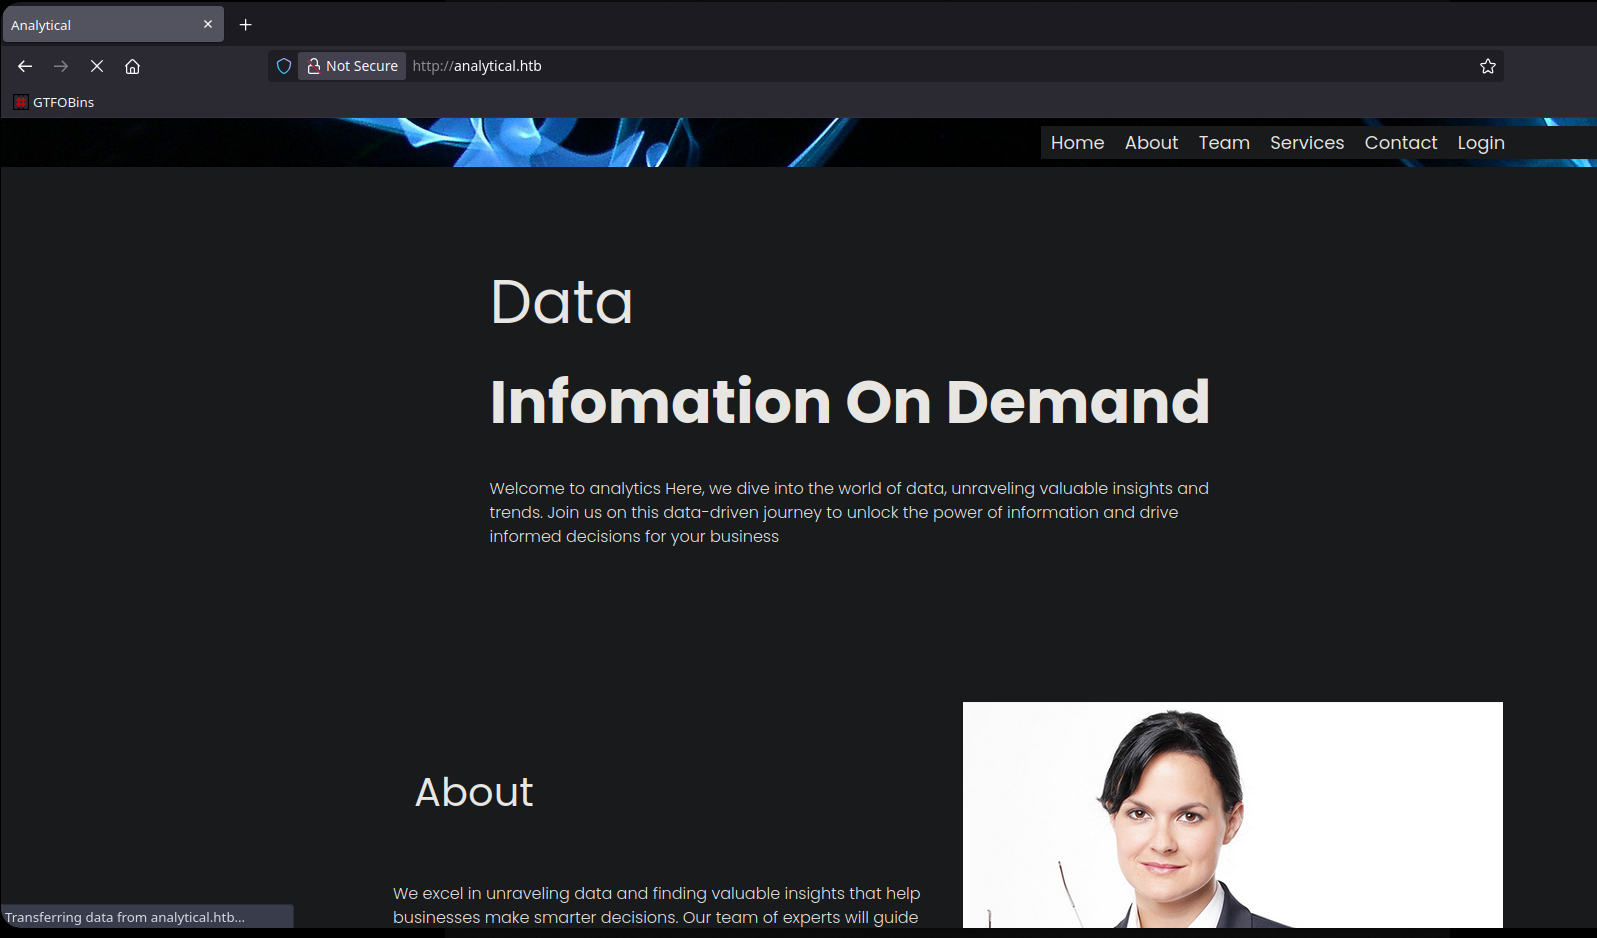 Analytical
Not Secure http://analytical.htb
GTFOBins
Home About Team Services Contact Login
Data
Infomation On Demand
Welcome to analytics Here, we dive into the world of data, unraveling valuable insights and
trends. Join us on this data-driven journey to unlock the power of information and drive
informed decisions for your business
About
We excel in unraveling data and finding valuable insights that help
businesses make smarter decisions. Our team of experts will guide
Transferring data from analytical.htb...